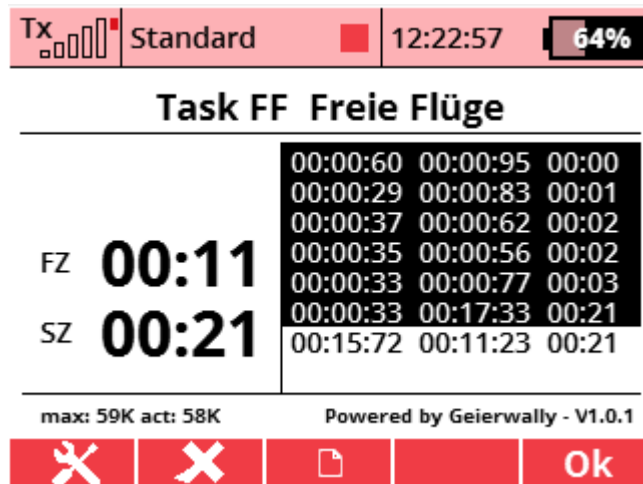 Tx Standard 12:22:57 64%
Task FF Freie Flüge
00:00:60 00:00:95 00:00
00:00:29 00:00:83 00:01
00:00:37 00:00:62 00:02
00:00:35 00:00:56 00:02
00:00:33 00:00:77 00:03
00:00:33 00:17:33 00:21
00:15:72 00:11:23 00:21
FZ 00:11
SZ 00:21
max: 59K act: 58K Powered by Geierwally - V1.0.1
Ok